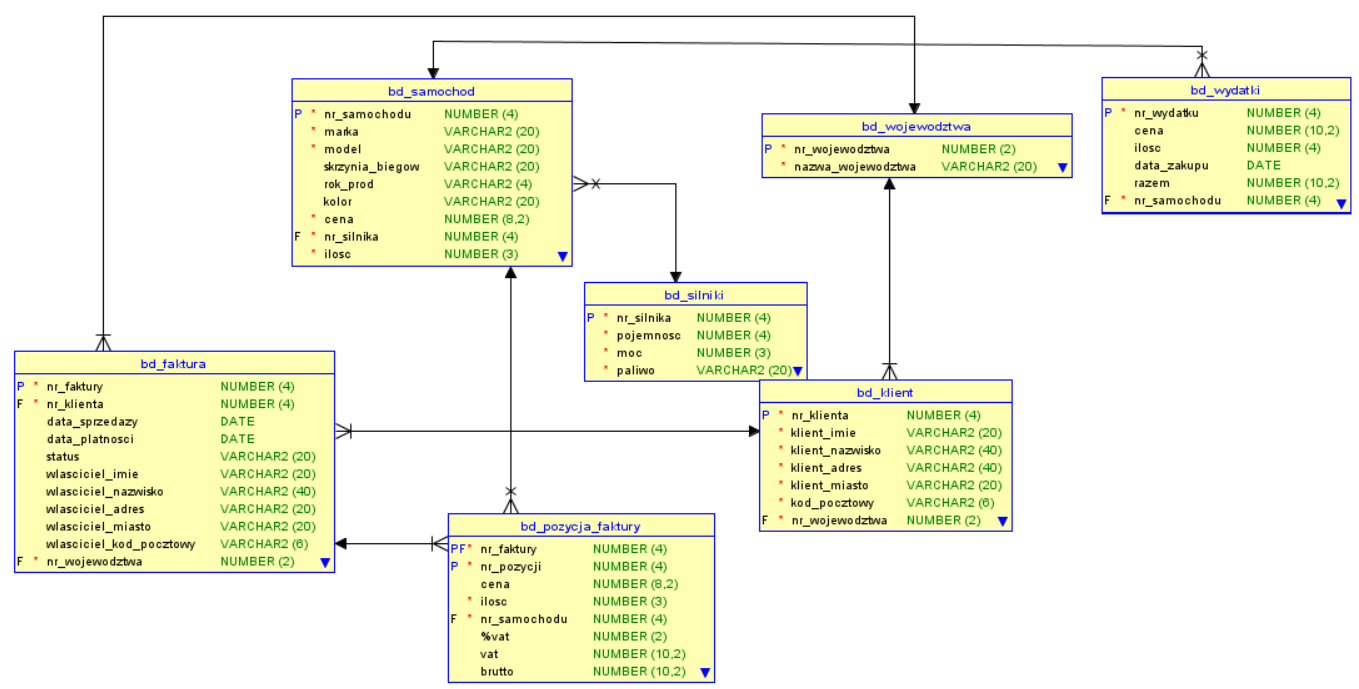 bd_samochod
P * nr_samochodu NUMBER (4)
* marka VARCHAR2 (20)
* model VARCHAR2 (20)
skrzynia_biegow VARCHAR2 (20)
rok_prod VARCHAR2 (4)
kolor VARCHAR2 (20)
* cena NUMBER (8,2)
F * nr_silnika NUMBER (4)
* ilosc NUMBER (3)
bd_wojewodztwa
P * nr_wojewodztwa NUMBER (2)
* nazwa_wojewodztwa VARCHAR2 (20)
bd_wydatki
P * nr_wydatku NUMBER (4)
cena NUMBER (10,2)
ilosc NUMBER (4)
data_zakupu DATE
razem NUMBER (10,2)
F * nr_samochodu NUMBER (4)
bd_silniki
P * nr_silnika NUMBER (4)
* pojemnosc NUMBER (4)
* moc NUMBER (3)
* paliwo VARCHAR2 (20)
bd_faktura
P * nr_faktury NUMBER (4)
F * nr_klienta NUMBER (4)
data_sprzedazy DATE
data_platnosci DATE
status VARCHAR2 (20)
wlasciciel_imie VARCHAR2 (20)
wlasciciel_nazwisko VARCHAR2 (40)
wlasciciel_adres VARCHAR2 (20)
wlasciciel_miasto VARCHAR2 (20)
wlasciciel_kod_pocztowy VARCHAR2 (6)
F * nr_wojewodztwa NUMBER (2)
bd_klient
P * nr_klienta NUMBER (4)
* klient_imie VARCHAR2 (20)
* klient_nazwisko VARCHAR2 (40)
* klient_adres VARCHAR2 (40)
* klient_miasto VARCHAR2 (20)
* kod_pocztowy VARCHAR2 (6)
F * nr_wojewodztwa NUMBER (2)
bd_pozycja_faktury
PF* nr_faktury NUMBER (4)
P * nr_pozycji NUMBER (4)
cena NUMBER (8,2)
* ilosc NUMBER (3)
F * nr_samochodu NUMBER (4)
%vat NUMBER (2)
vat NUMBER (10,2)
brutto NUMBER (10,2)